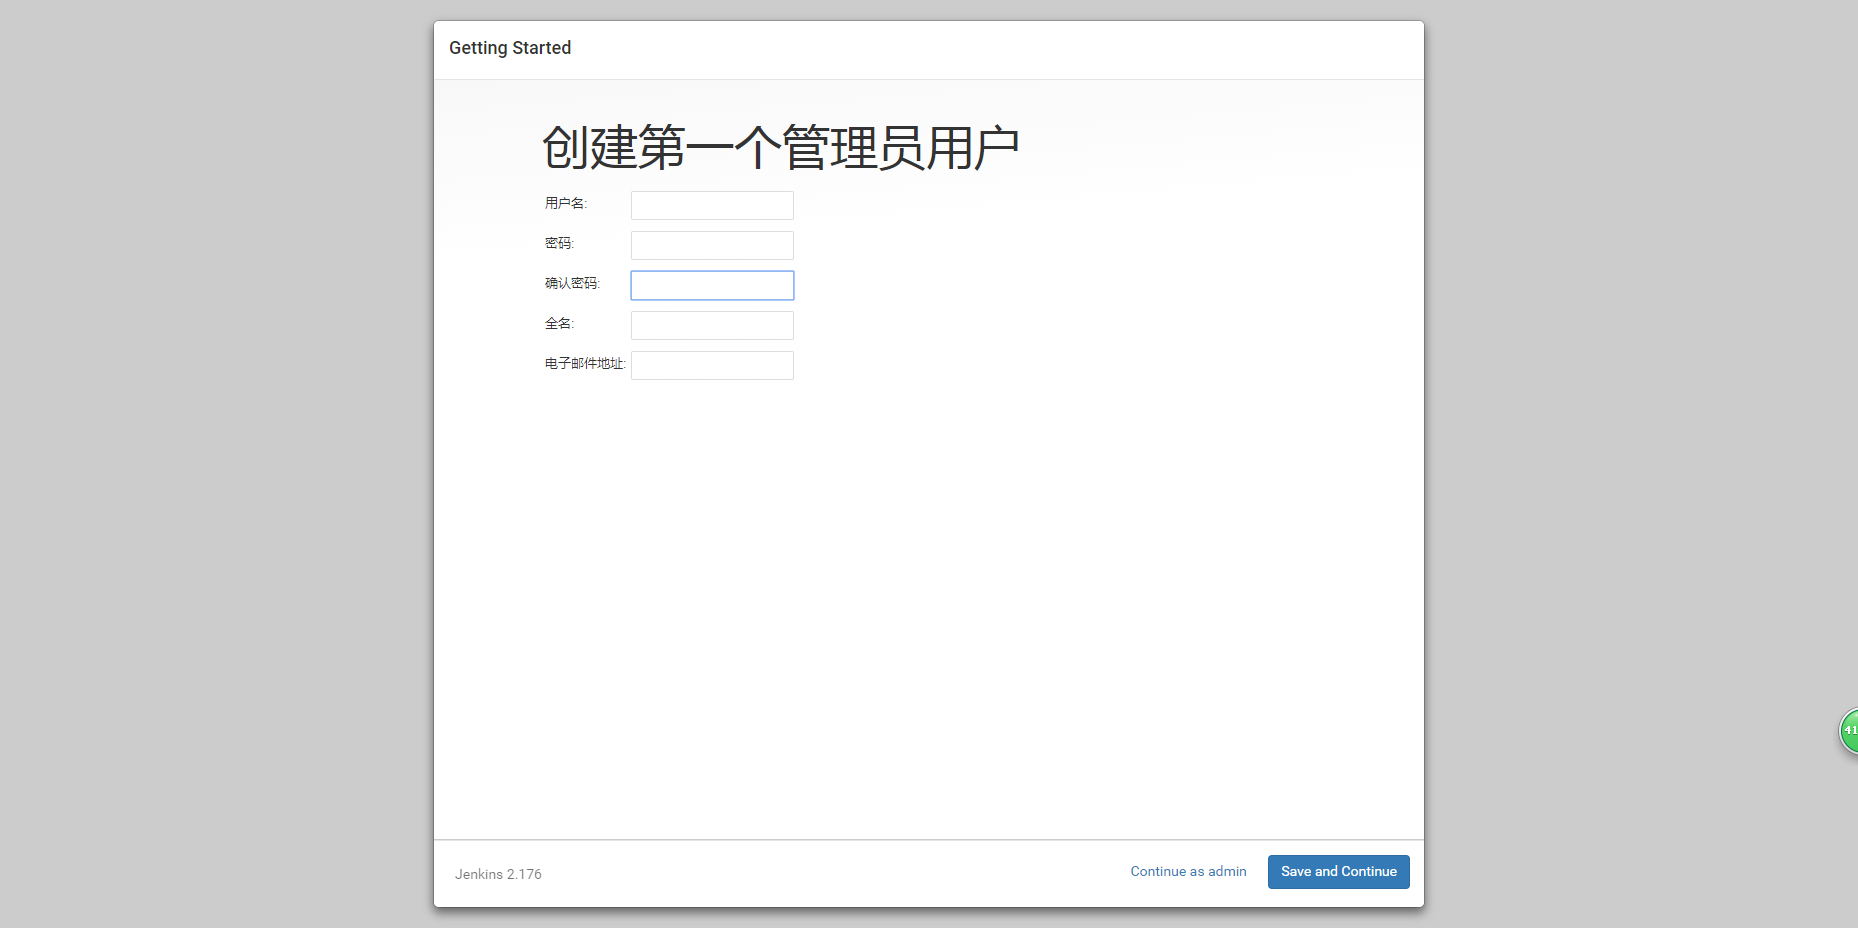 Getting Started
创建第一个管理员用户
用户名:
密码:
确认密码:
全名:
电子邮件地址:
41
Jenkins 2.176
Continue as admin
Save and Continue